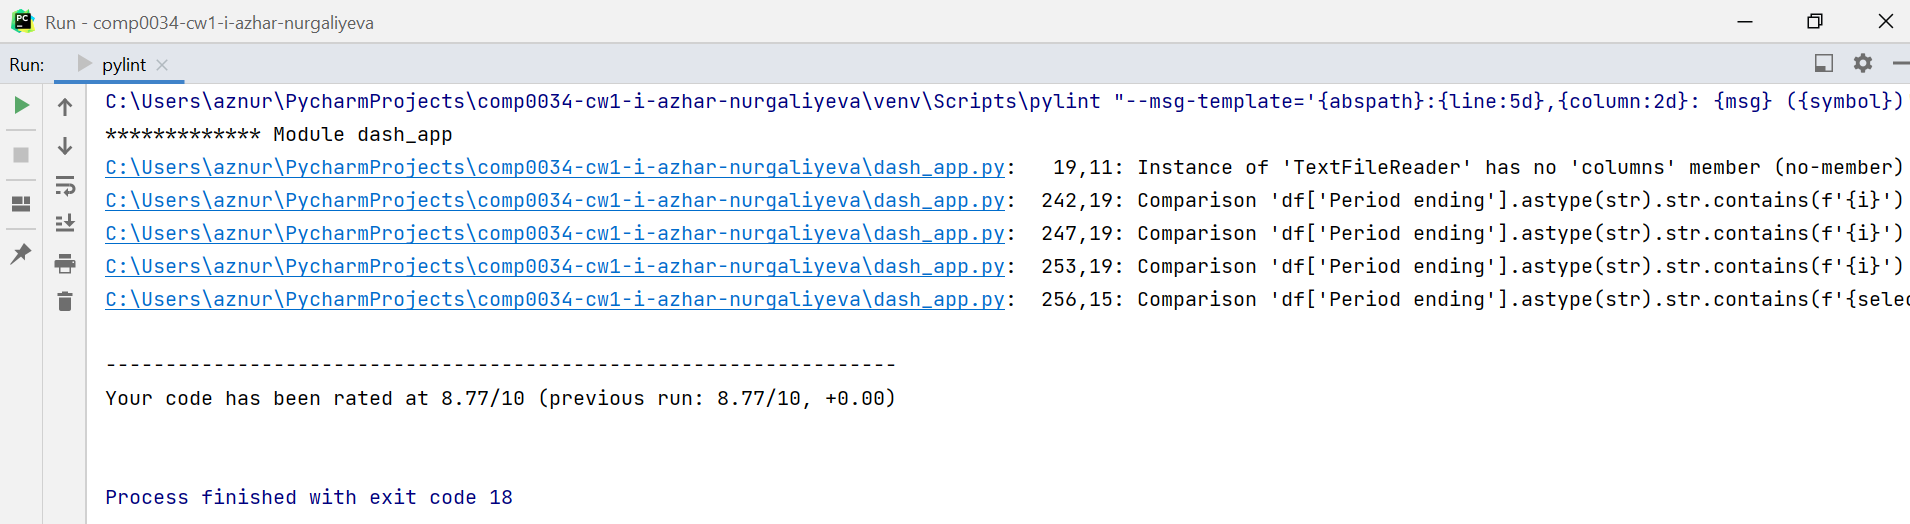 PC
Run - comp0034-cw1-i-azhar-nurgaliyeva
Run: pylint
C:\Users\aznur\PycharmProjects\comp0034-cw1-i-azhar-nurgaliyeva\venv\Scripts\pylint "--msg-template='{abspath}:{line:5d},{column:2d}: {msg} ({symbol})'
************* Module dash_app
C:\Users\aznur\PycharmProjects\comp0034-cw1-i-azhar-nurgaliyeva\dash_app.py: 19,11: Instance of 'TextFileReader' has no 'columns' member (no-member)
C:\Users\aznur\PycharmProjects\comp0034-cw1-i-azhar-nurgaliyeva\dash_app.py: 242,19: Comparison 'df['Period ending'].astype(str).str.contains(f'{i}')
C:\Users\aznur\PycharmProjects\comp0034-cw1-i-azhar-nurgaliyeva\dash_app.py: 247,19: Comparison 'df['Period ending'].astype(str).str.contains(f'{i}')
C:\Users\aznur\PycharmProjects\comp0034-cw1-i-azhar-nurgaliyeva\dash_app.py: 253,19: Comparison 'df['Period ending'].astype(str).str.contains(f'{i}')
C:\Users\aznur\PycharmProjects\comp0034-cw1-i-azhar-nurgaliyeva\dash_app.py: 256,15: Comparison 'df['Period ending'].astype(str).str.contains(f'{selec
------------------------------------------------------------------
Your code has been rated at 8.77/10 (previous run: 8.77/10, +0.00)
Process finished with exit code 18